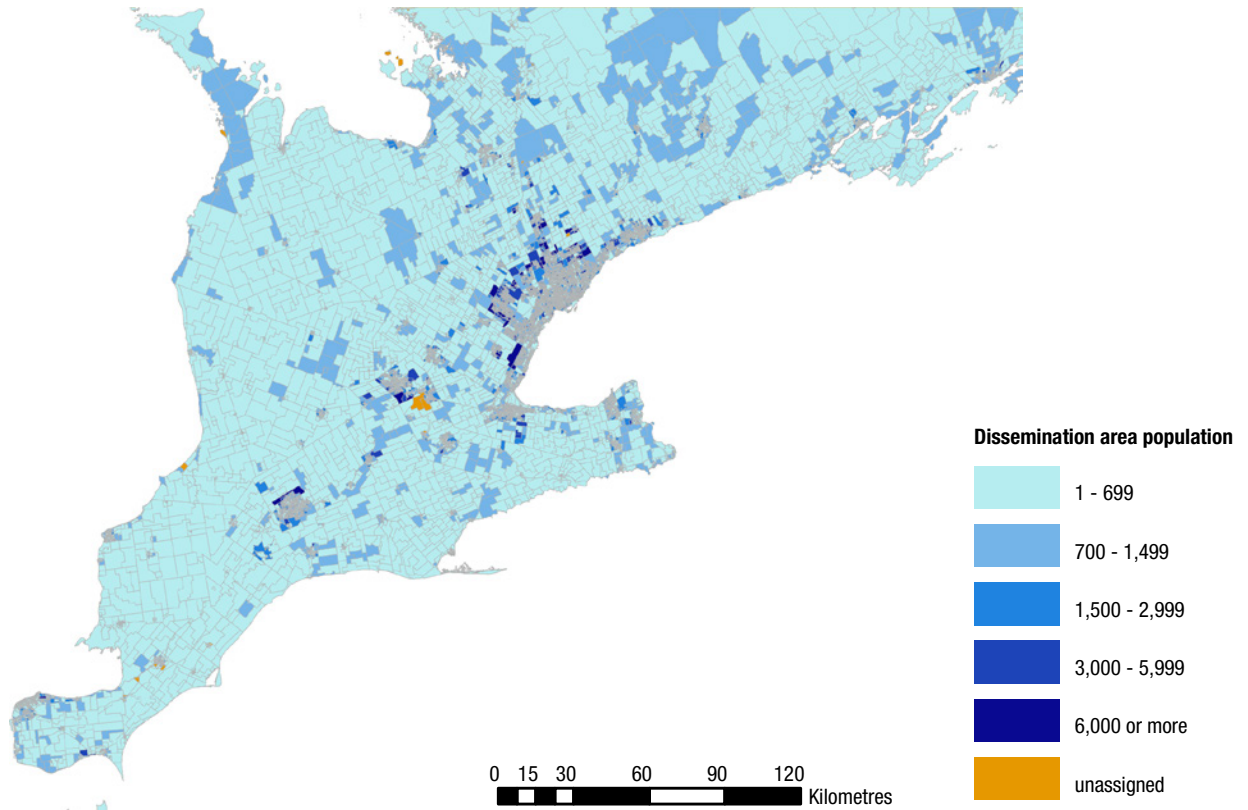 Dissemination area population
1 - 699
700 - 1,499
1,500 - 2,999
3,000 - 5,999
6,000 or more
unassigned
0 15 30 60 90 120
Kilometres